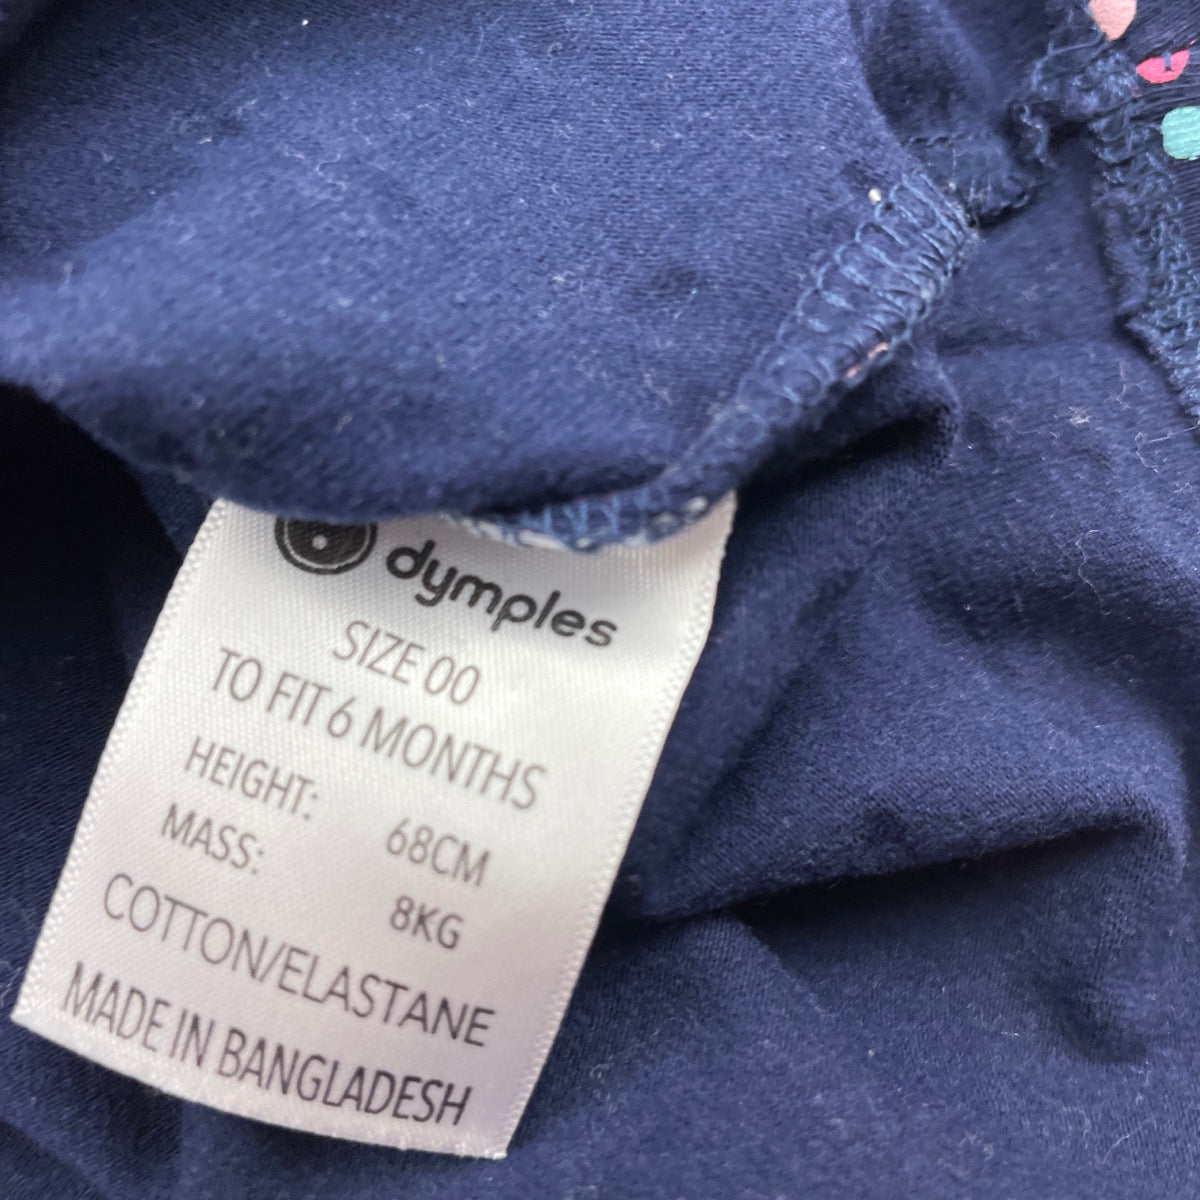 dymples
SIZE 00
TO FIT 6 MONTHS
HEIGHT: 68CM
MASS: 8KG
COTTON/ELASTANE
MADE IN BANGLADESH